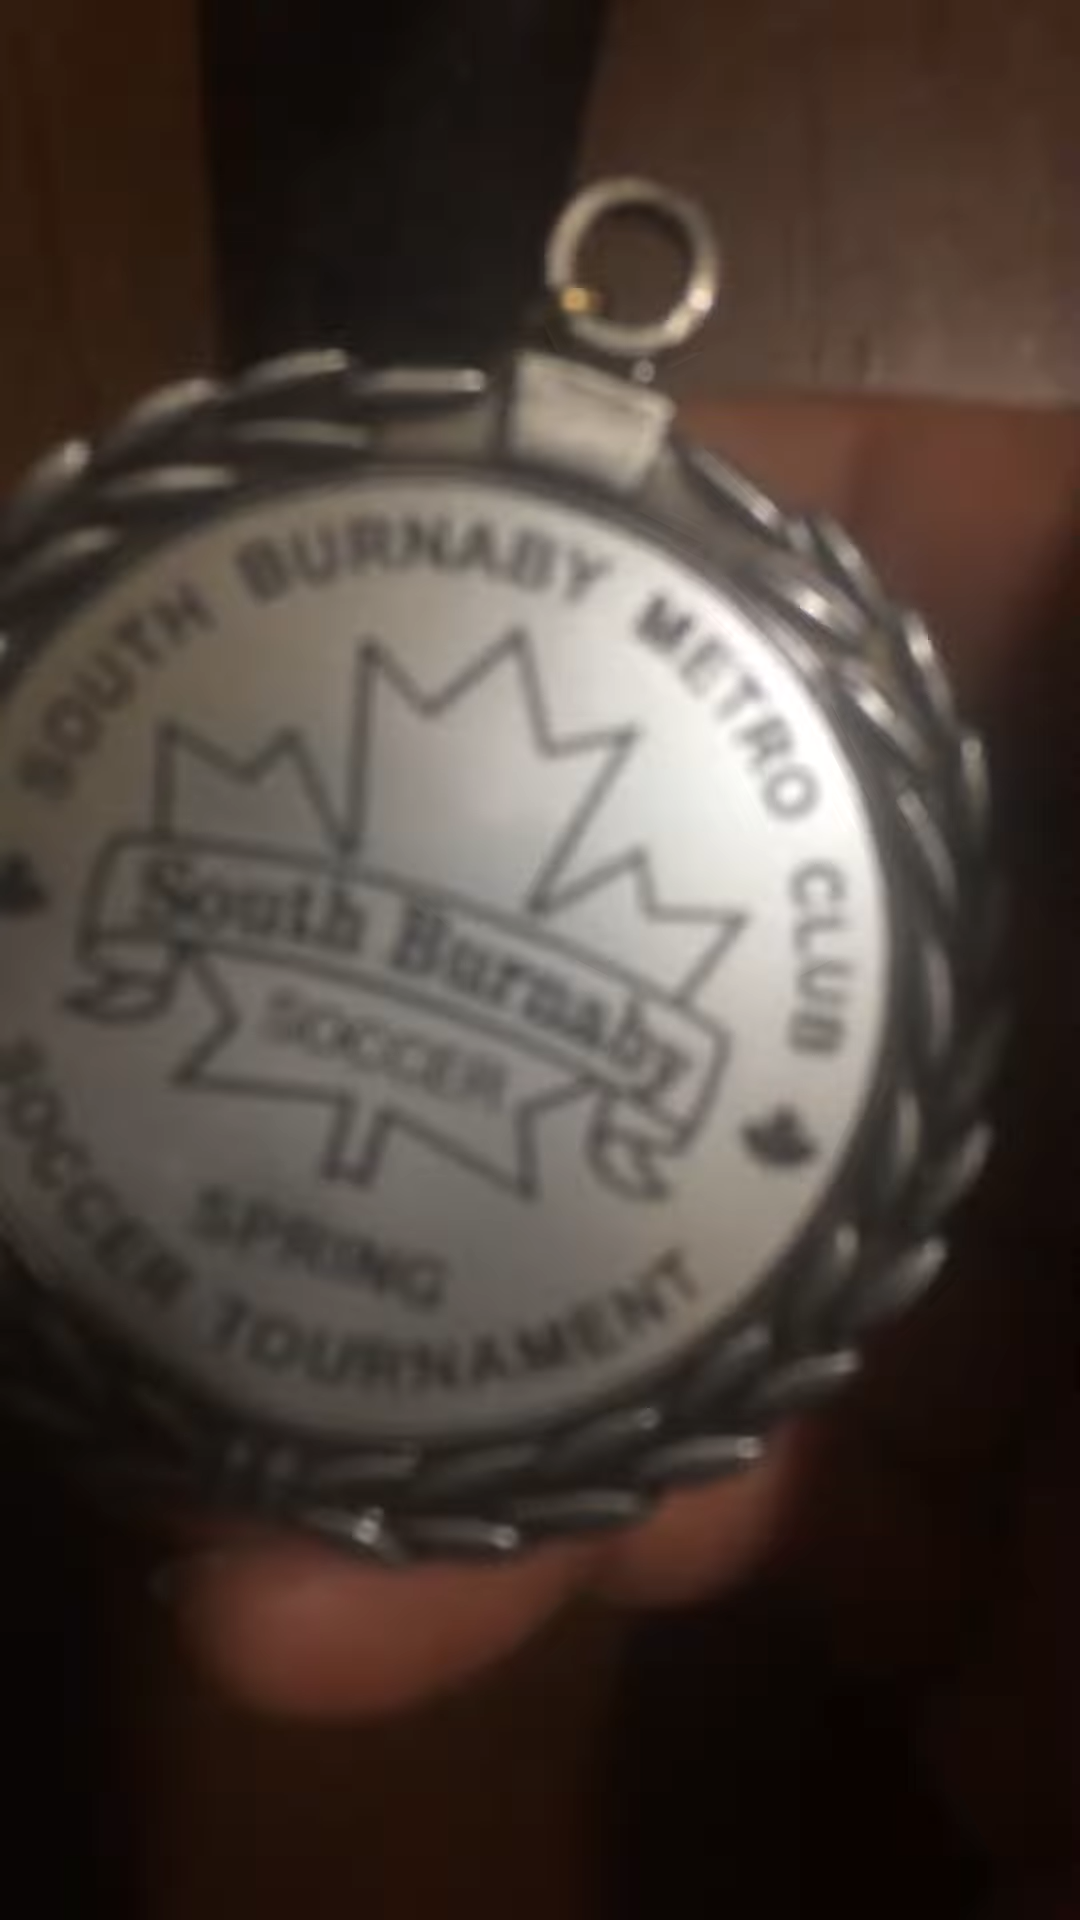 SOUTH BURNABY METRO CLUB
South Burnaby
SOCCER
SPRING
SOCCER TOURNAMENT